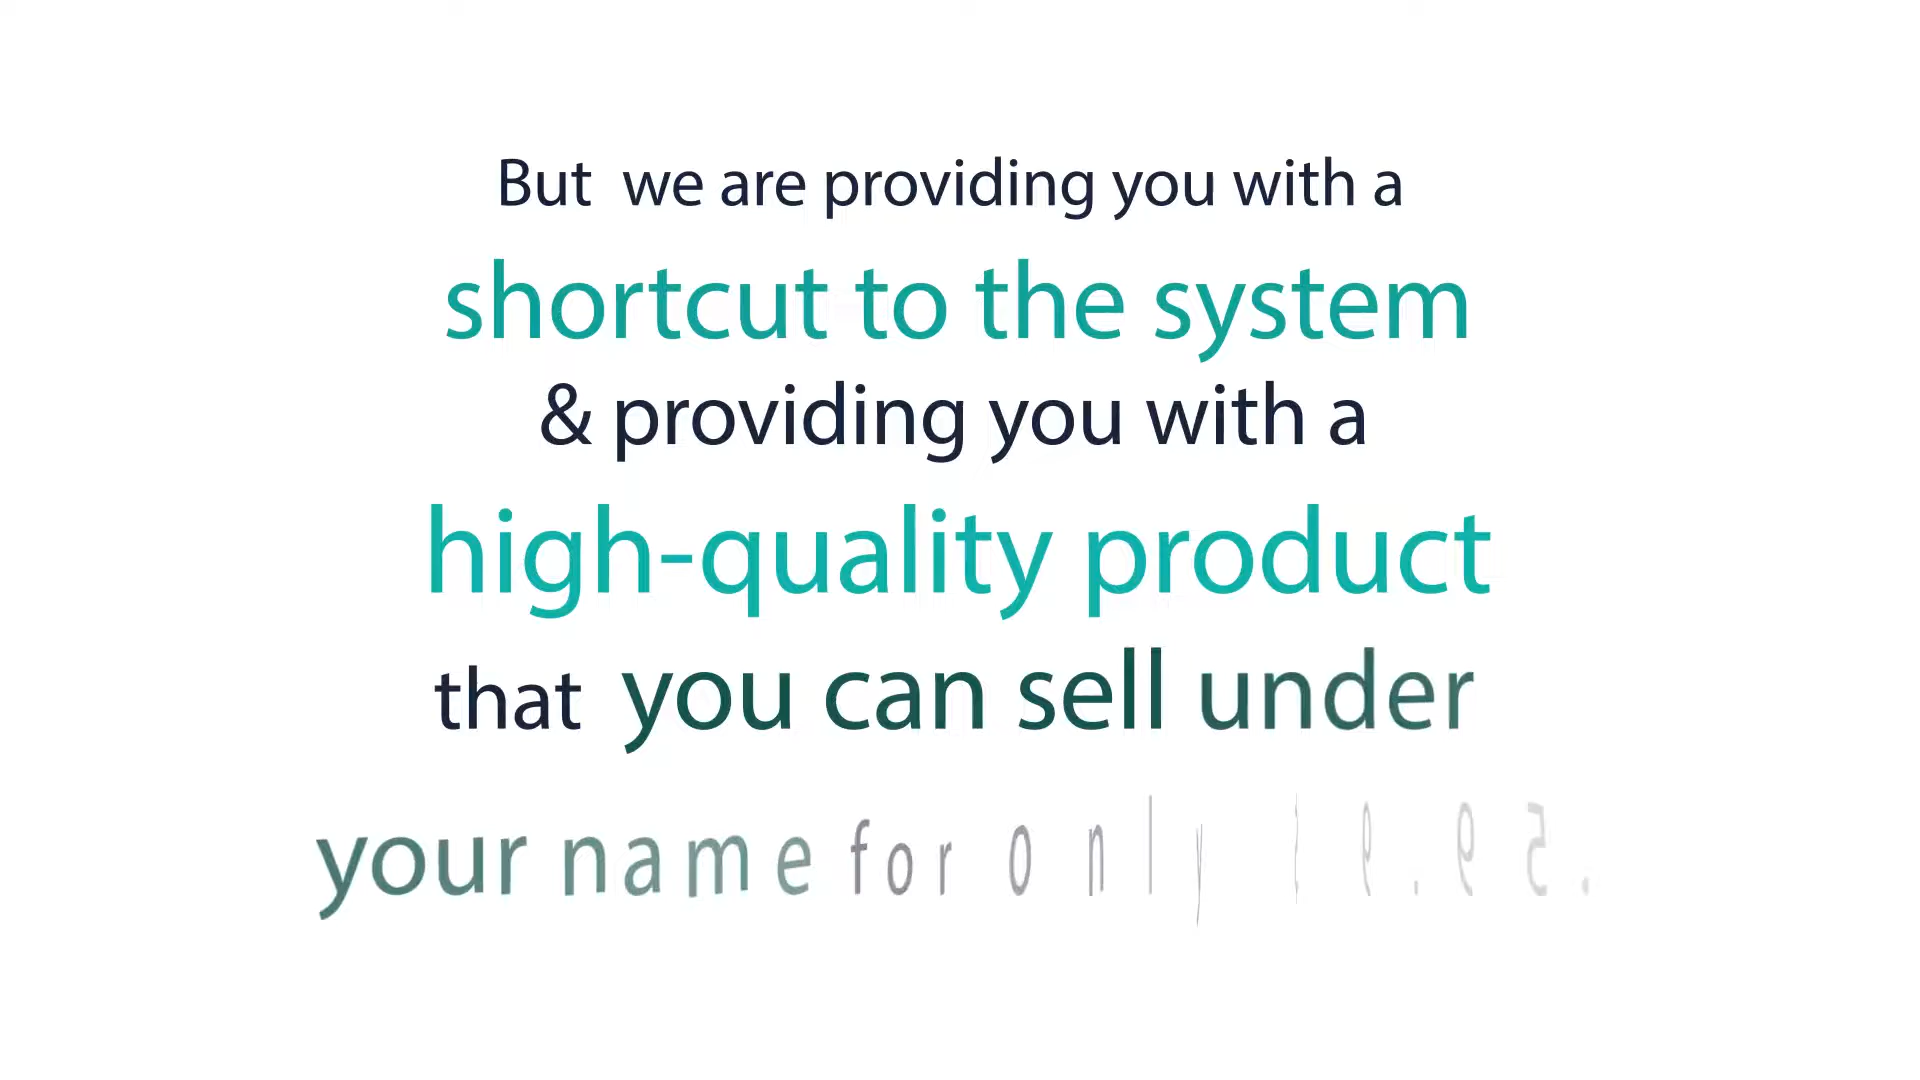 But we are providing you with a
shortcut to the system
& providing you with a
high-quality product
that you can sell under
your name for only